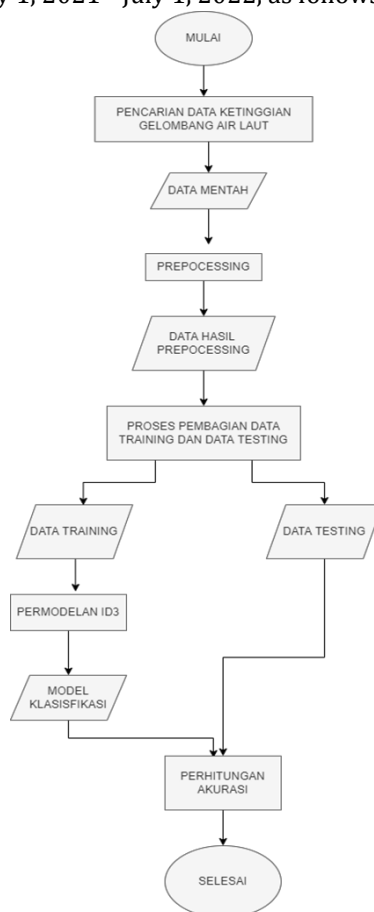 1, 2021 - July 1, 2022, as follows
MULAI
PENCARIAN DATA KETINGGIAN
GELOMBANG AIR LAUT
DATA MENTAH
PREPOCESSING
DATA HASIL
PREPOCESSING
PROSES PEMBAGIAN DATA
TRAINING DAN DATA TESTING
DATA TRAINING
DATA TESTING
PERMODELAN ID3
MODEL
KLASISFIKASI
PERHITUNGAN
AKURASI
SELESAI